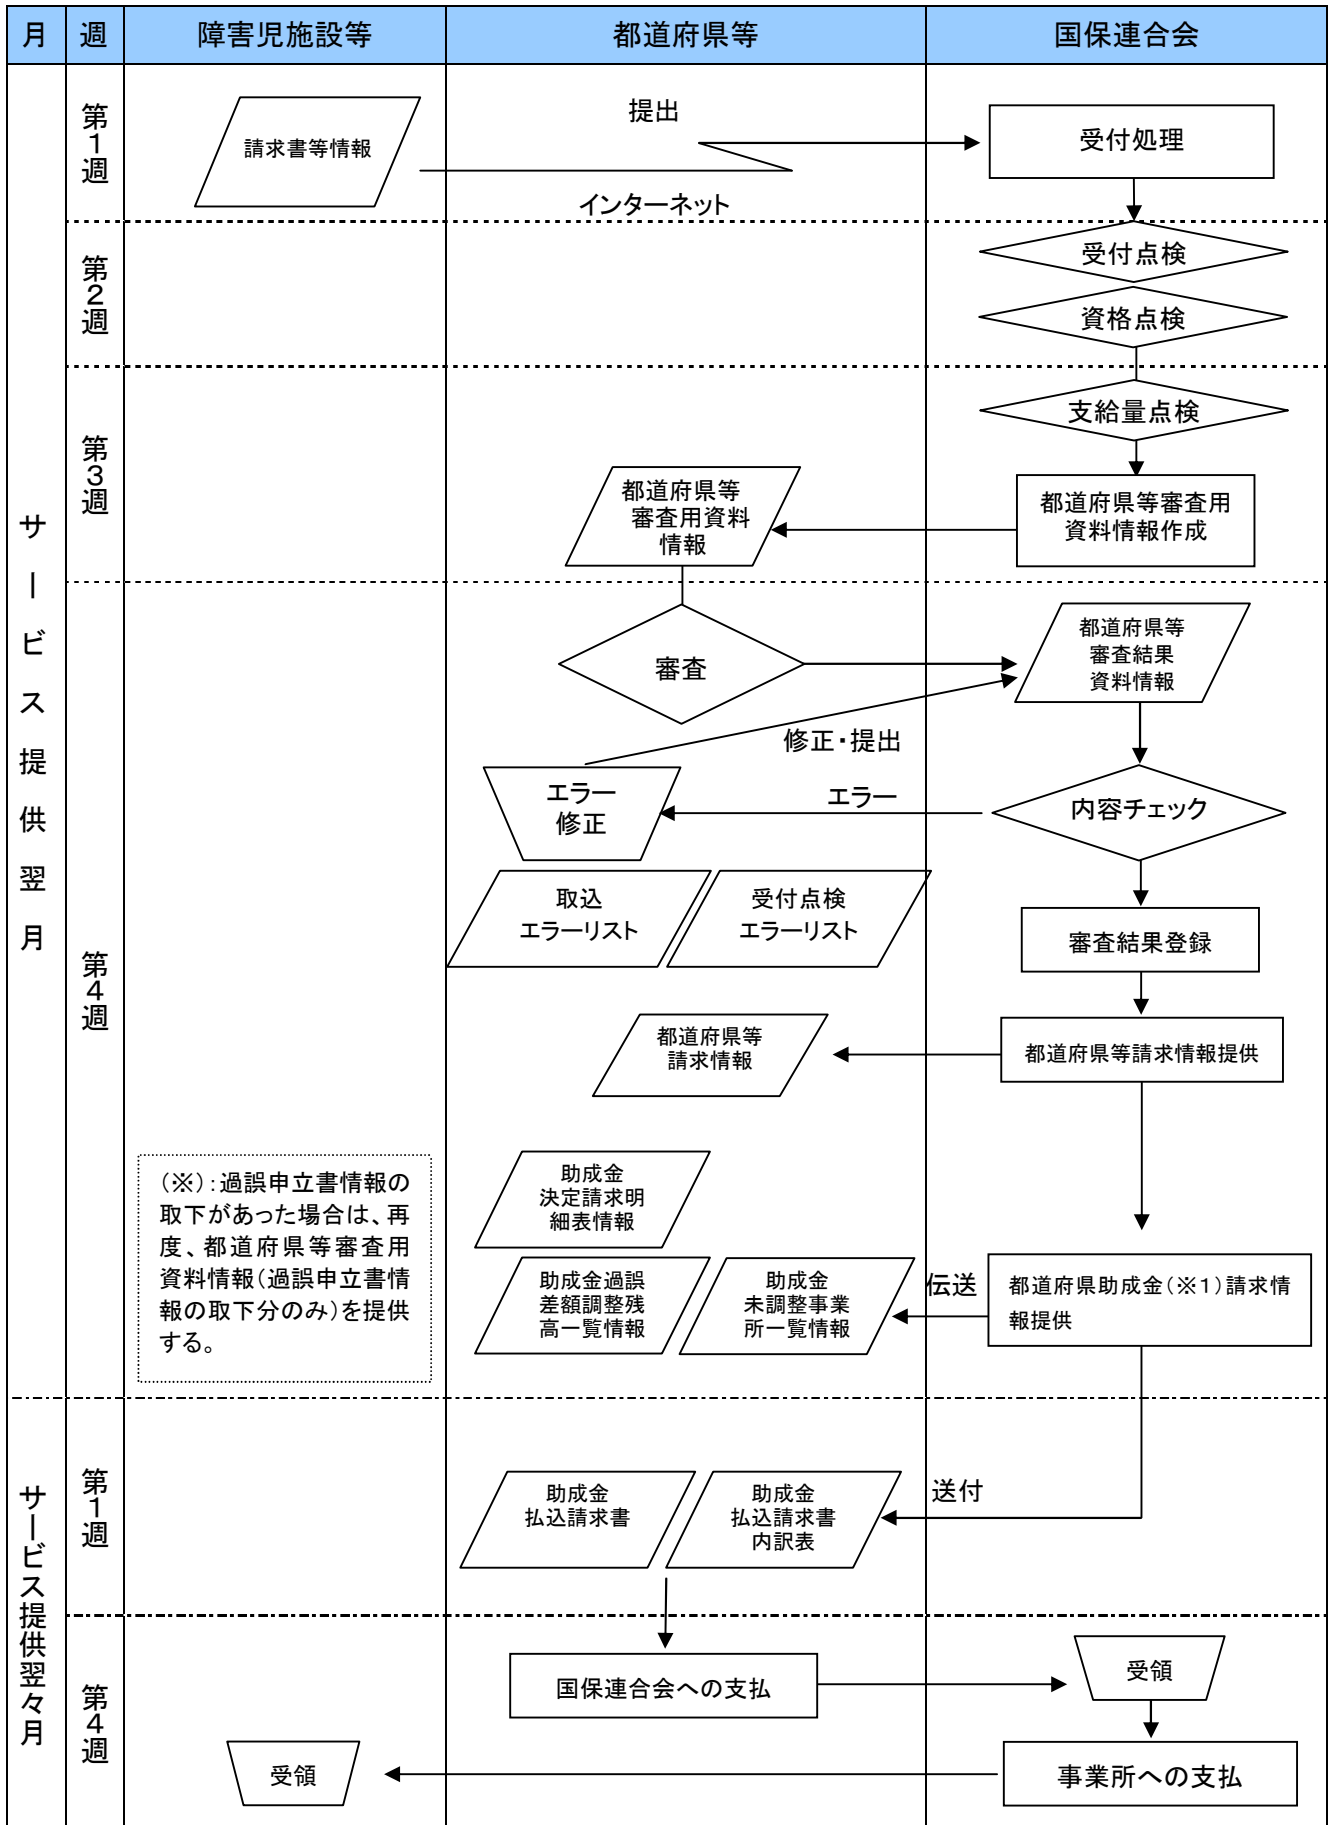 月 週 障害児施設等 都道府県等 国保連合会
サービス提供翌月
第1週
請求書等情報
提出
インターネット
受付処理
第2週
受付点検
資格点検
第3週
支給量点検
都道府県等審査用
資料情報作成
都道府県等
審査用資料
情報
第4週
審査
都道府県等
審査結果
資料情報
修正・提出
エラー
修正
エラー
内容チェック
取込
エラーリスト
受付点検
エラーリスト
審査結果登録
都道府県等
請求情報
都道府県等請求情報提供
(※):過誤申立書情報の
取下があった場合は、再
度、都道府県等審査用
資料情報(過誤申立書情
報の取下分のみ)を提供
する。
助成金
決定請求明
細表情報
助成金過誤
差額調整残
高一覧情報
助成金
未調整事業
所一覧情報
伝送
都道府県助成金(※1)請求情
報提供
サービス提供翌々月
第1週
助成金
払込請求書
助成金
払込請求書
内訳表
送付
第4週
国保連合会への支払
受領
受領
事業所への支払